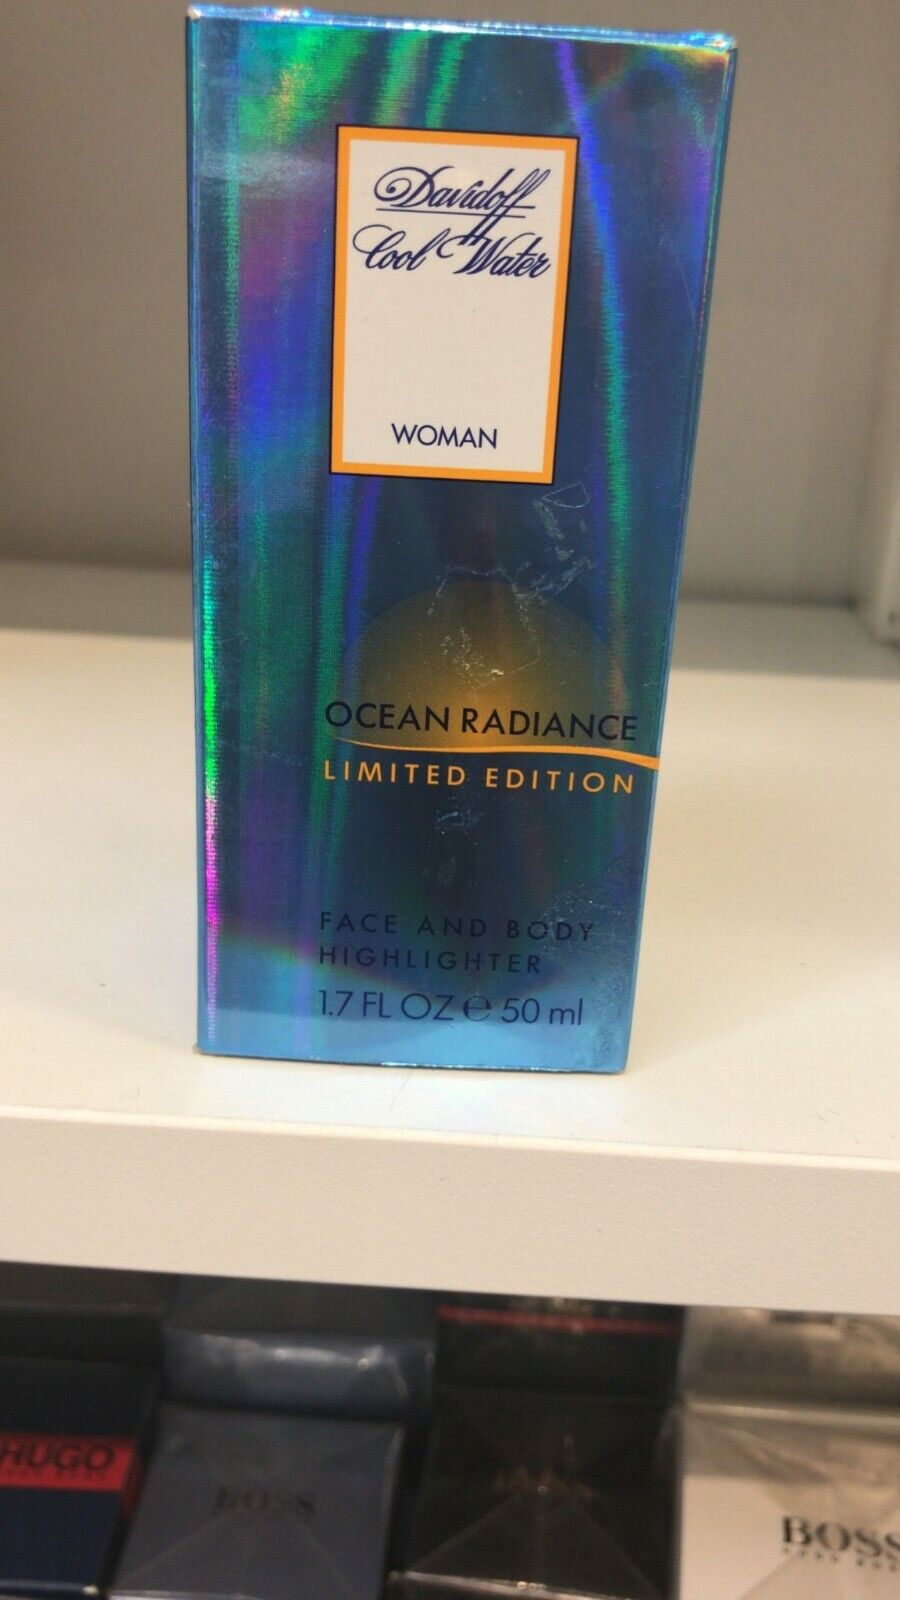 Davidoff
Cool Water
WOMAN
OCEAN RADIANCE
LIMITED EDITION
FACE AND BODY
HIGHLIGHTER
1.7 FL OZ ℮ 50 ml
HUGO
BOSS
BOSS